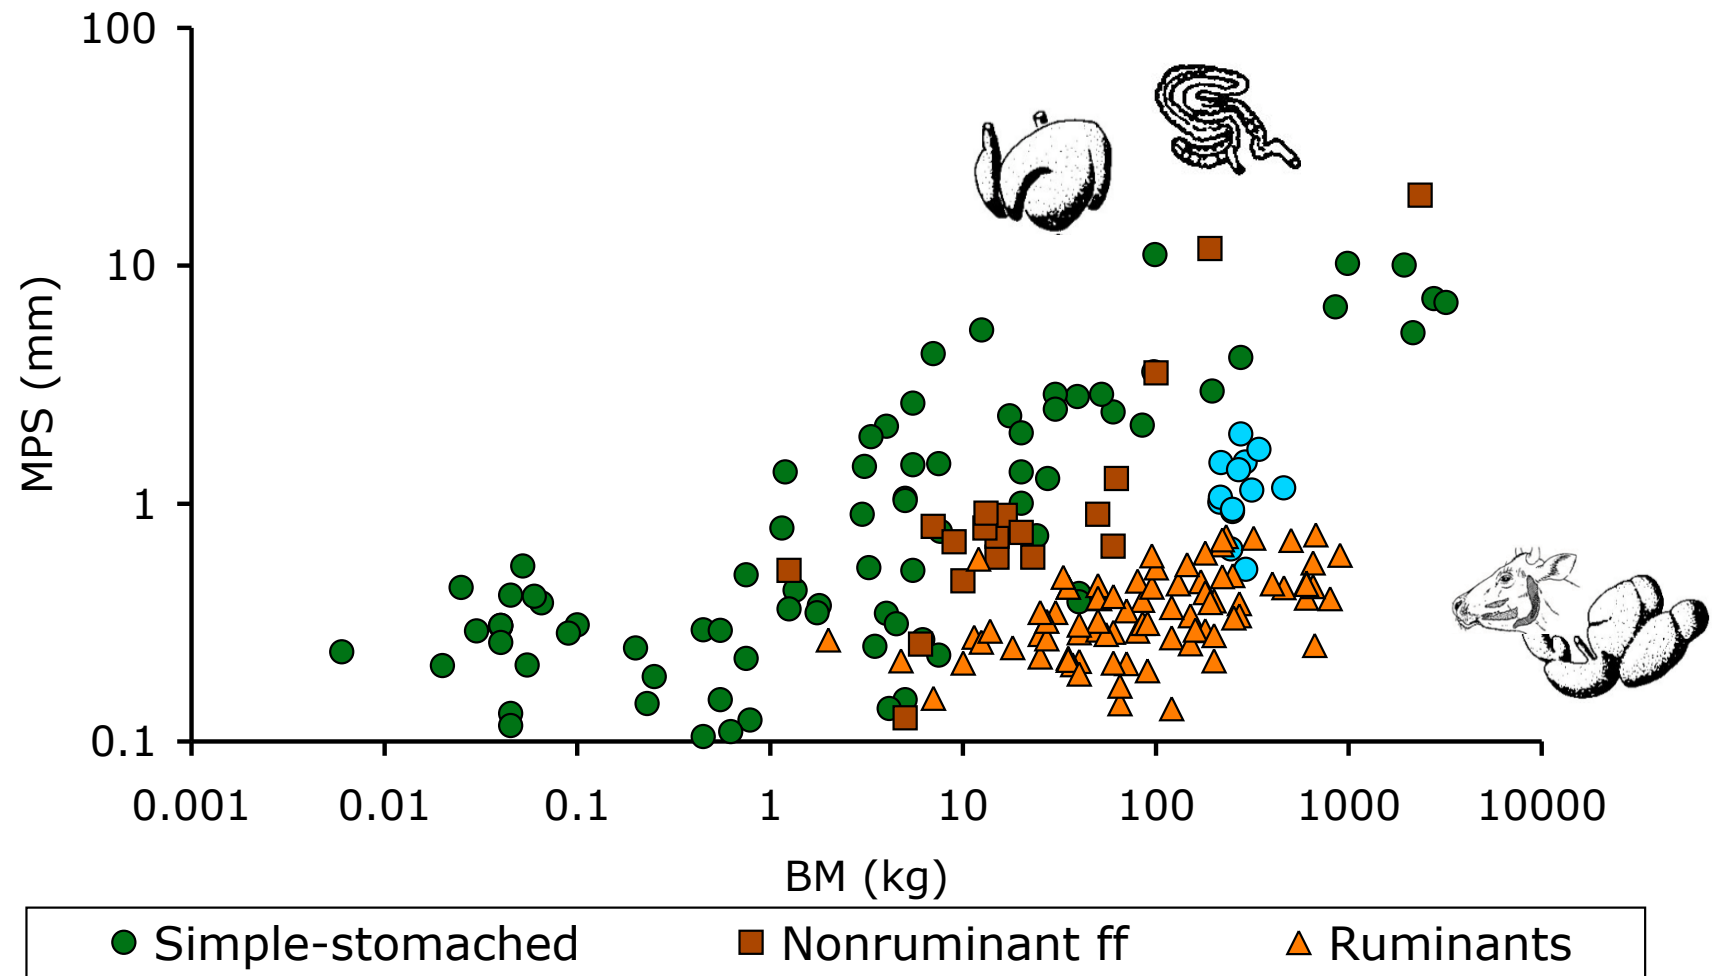 100
10
1
0.1
MPS (mm)
0.001 0.01 0.1 1 10 100 1000 10000
BM (kg)
Simple-stomached Nonruminant ff Ruminants